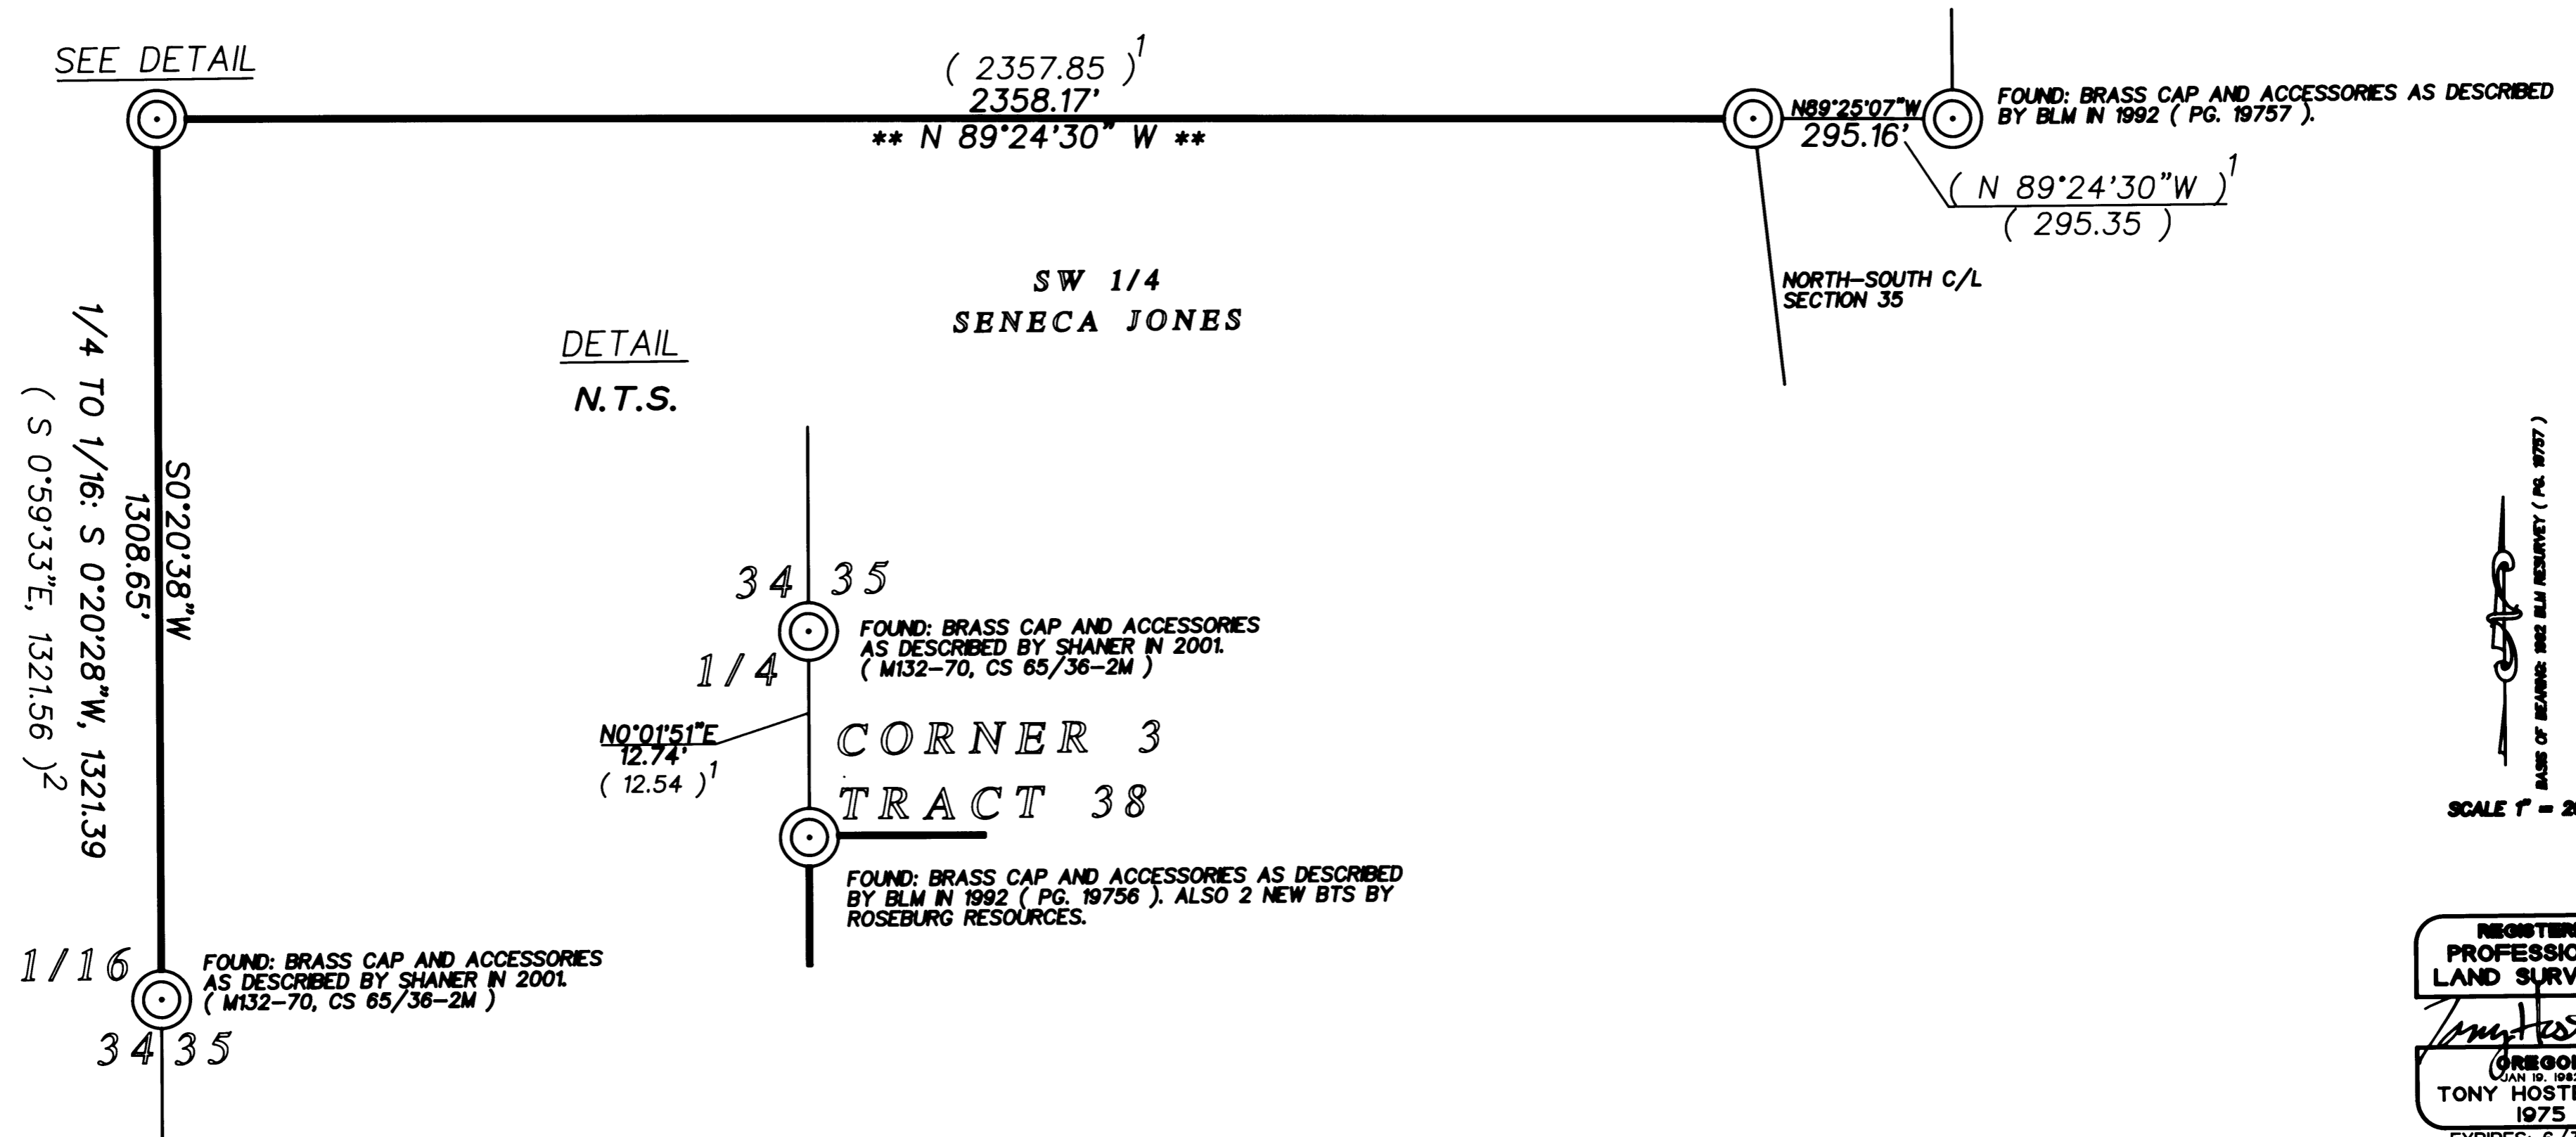 SEE DETAIL
( 2357.85 )1
2358.17'
** N 89°24'30" W **
N89°25'07"W
295.16'
FOUND: BRASS CAP AND ACCESSORIES AS DESCRIBED
BY BLM IN 1992 ( PG. 19757 ).
( N 89°24'30"W )1
( 295.35 )
NORTH-SOUTH C/L
SECTION 35
SW 1/4
SENECA JONES
DETAIL
N.T.S.
S0°20'38"W
1308.65'
1/4 TO 1/16: S 0°20'28"W, 1321.39
( S 0°59'33"E, 1321.56 )2
34 35
1/4
FOUND: BRASS CAP AND ACCESSORIES
AS DESCRIBED BY SHANER IN 2001.
( M132-70, CS 65/36-2M )
N0°01'51"E
12.74'
( 12.54 )1
CORNER 3
TRACT 38
FOUND: BRASS CAP AND ACCESSORIES AS DESCRIBED
BY BLM IN 1992 ( PG. 19756 ). ALSO 2 NEW BTS BY
ROSEBURG RESOURCES.
1/16
FOUND: BRASS CAP AND ACCESSORIES
AS DESCRIBED BY SHANER IN 2001.
( M132-70, CS 65/36-2M )
34 35
BASIS OF BEARING: 1992 BLM RESURVEY ( PG. 19757 )
SCALE 1" = 2
REGISTER
PROFESSIO
LAND SURV
OREGO
JAN 19, 198
TONY HOST
1975